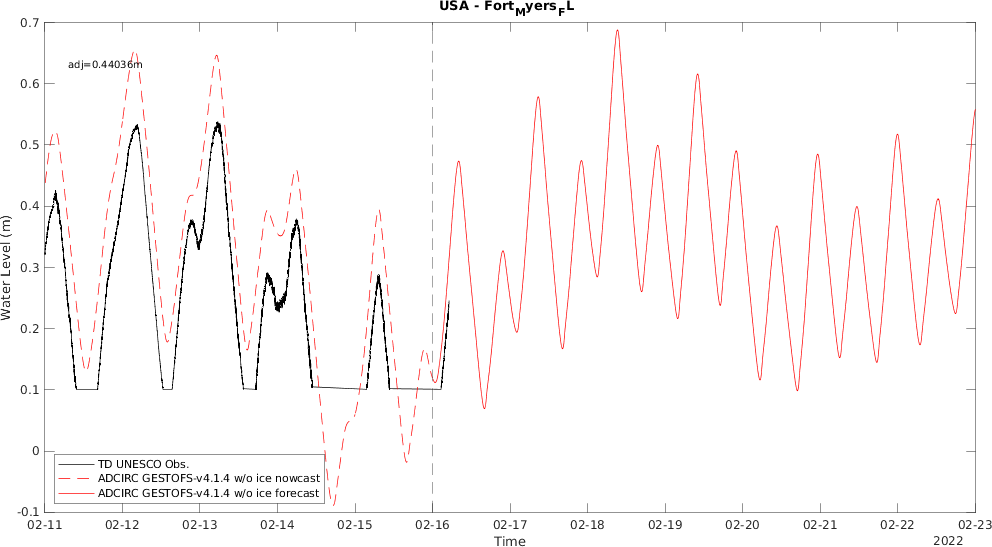 USA - Fort_Myers_FL
0.7
adj=0.44036m
0.6
0.5
0.4
0.3
0.2
0.1
0
-0.1
Water Level (m)
TD UNESCO Obs.
ADCIRC GESTOFS-v4.1.4 w/o ice nowcast
ADCIRC GESTOFS-v4.1.4 w/o ice forecast
02-11 02-12 02-13 02-14 02-15 02-16 02-17 02-18 02-19 02-20 02-21 02-22 02-23
Time
2022